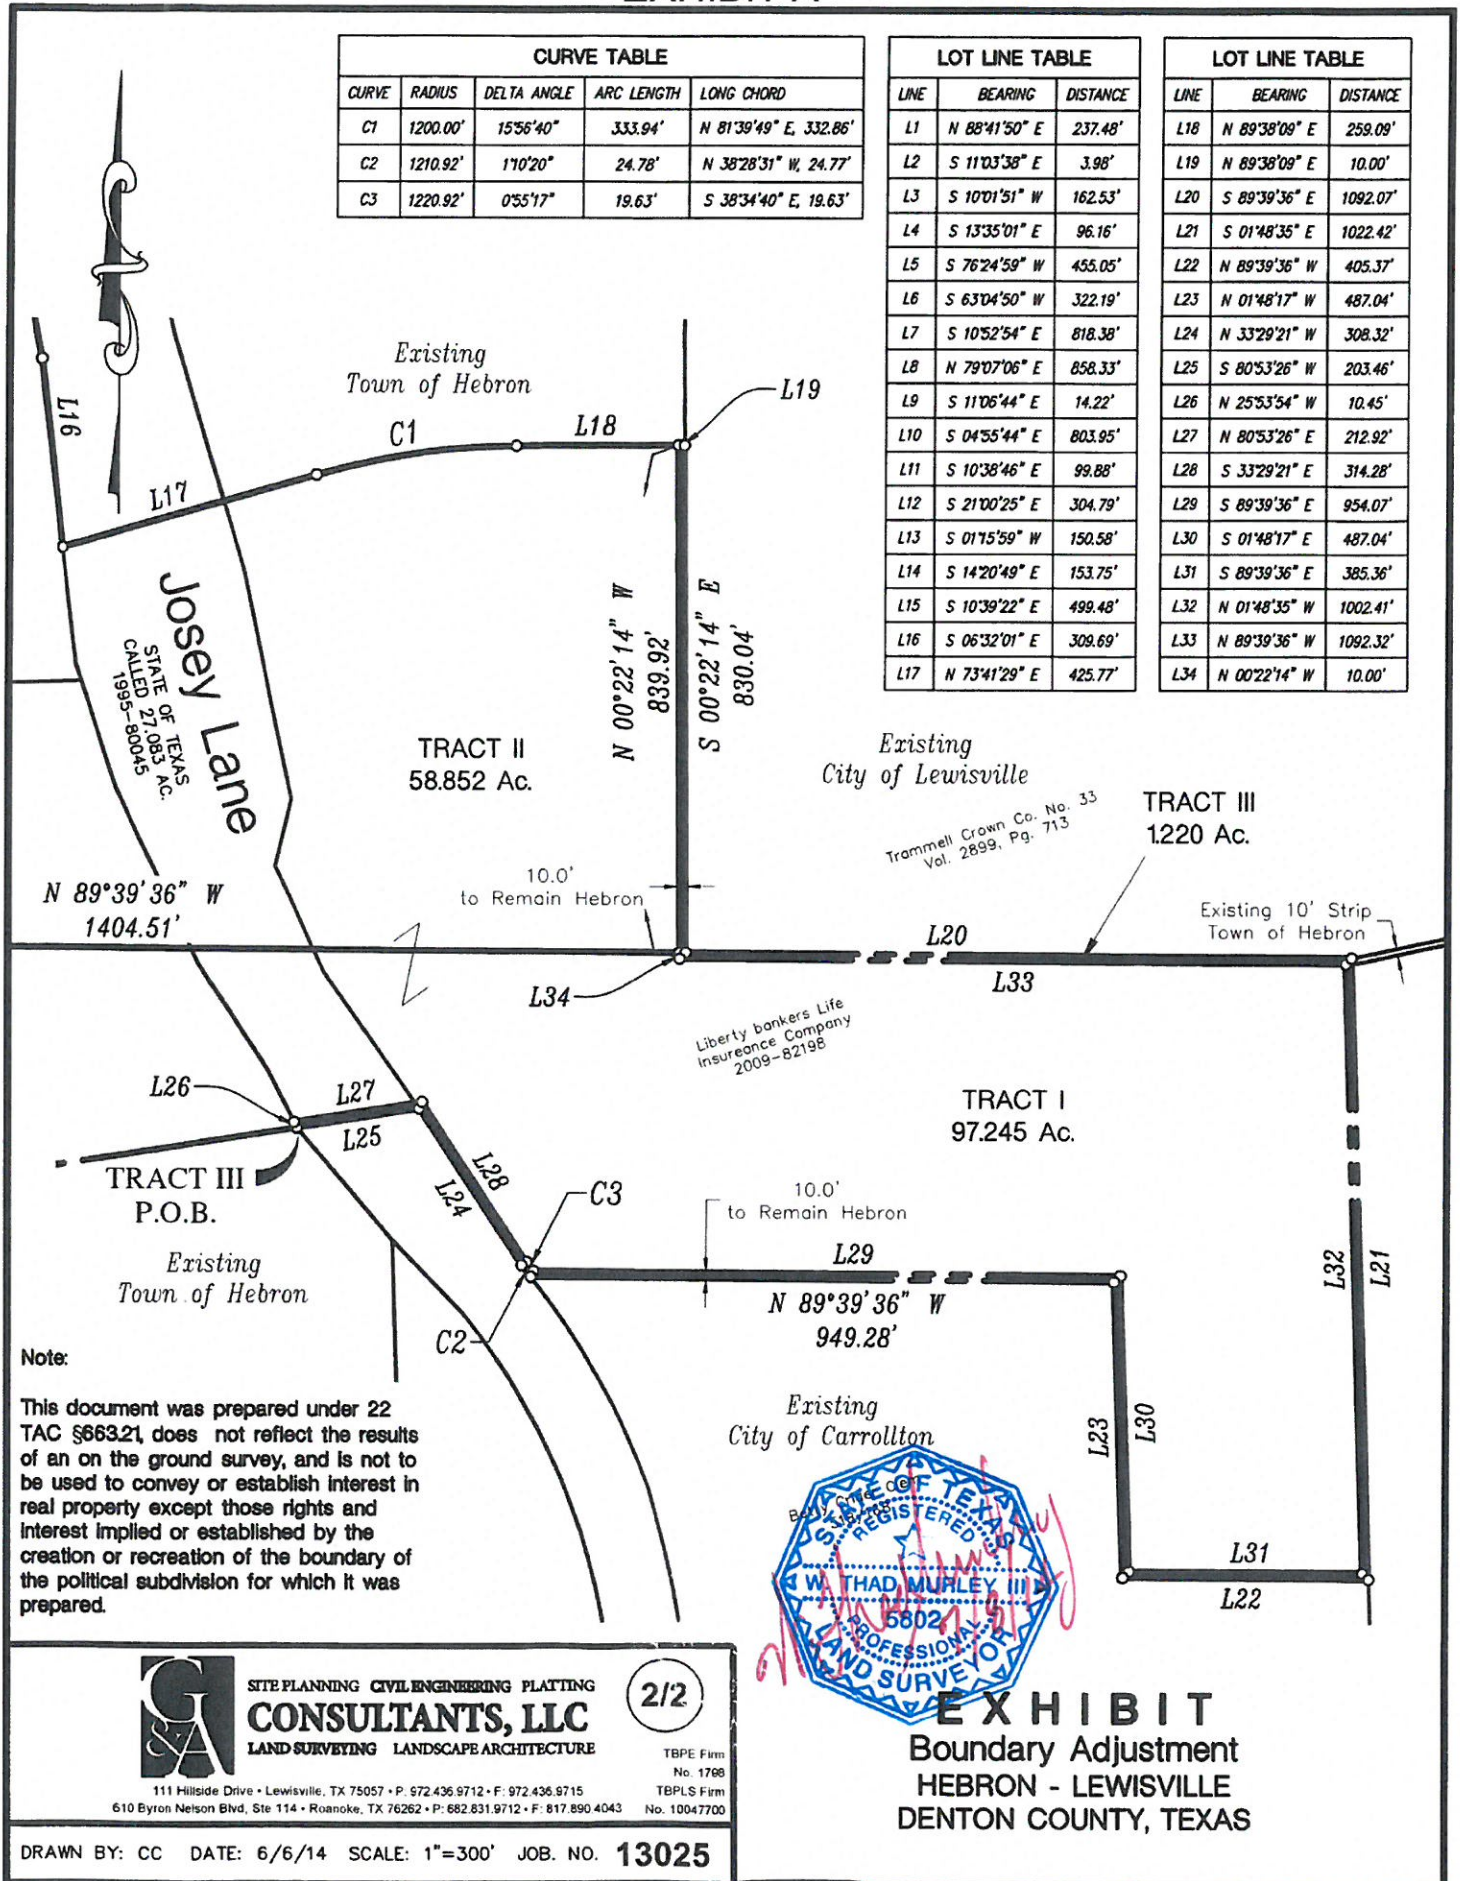 CURVE TABLE
CURVE RADIUS DELTA ANGLE ARC LENGTH LONG CHORD
C1 1200.00' 15°56'40" 333.94' N 81°39'49" E, 332.86'
C2 1210.92' 1°10'20" 24.78' N 38°28'31" W, 24.77'
C3 1220.92' 0°55'17" 19.63' S 38°34'40" E, 19.63'
LOT LINE TABLE
LINE BEARING DISTANCE
L1 N 88°41'50" E 237.48'
L2 S 11°03'38" E 3.98'
L3 S 10°01'51" W 162.53'
L4 S 13°35'01" E 96.16'
L5 S 76°24'59" W 455.05'
L6 S 63°04'50" W 322.19'
L7 S 10°52'54" E 818.38'
L8 N 79°07'06" E 858.33'
L9 S 11°06'44" E 14.22'
L10 S 04°55'44" E 803.95'
L11 S 10°38'46" E 99.88'
L12 S 21°00'25" E 304.79'
L13 S 01°15'59" W 150.58'
L14 S 14°20'49" E 153.75'
L15 S 10°39'22" E 499.48'
L16 S 06°32'01" E 309.69'
L17 N 73°41'29" E 425.77'
LOT LINE TABLE
LINE BEARING DISTANCE
L18 N 89°38'09" E 259.09'
L19 N 89°38'09" E 10.00'
L20 S 89°39'36" E 1092.07'
L21 S 01°48'35" E 1022.42'
L22 N 89°39'36" W 405.37'
L23 N 01°48'17" W 487.04'
L24 N 33°29'21" W 308.32'
L25 S 80°53'26" W 203.46'
L26 N 25°53'54" W 10.45'
L27 N 80°53'26" E 212.92'
L28 S 33°29'21" E 314.28'
L29 S 89°39'36" E 954.07'
L30 S 01°48'17" E 487.04'
L31 S 89°39'36" E 385.36'
L32 N 01°48'35" W 1002.41'
L33 N 89°39'36" W 1092.32'
L34 N 00°22'14" W 10.00'
Existing
Town of Hebron
L16
L17
C1
L18
L19
Josey Lane
STATE OF TEXAS
CALLED 27.083 AC.
1995-80045
N 00°22'14" W
839.92'
S 00°22'14" E
830.04'
TRACT II
58.852 Ac.
Existing
City of Lewisville
Trammell Crown Co. No. 33
Vol. 2899, Pg. 713
TRACT III
1.220 Ac.
10.0'
to Remain Hebron
N 89°39'36" W
1404.51'
Existing 10' Strip
Town of Hebron
L20
L33
L34
Liberty bankers Life
Insureance Company
2009-82198
L26
L27
L25
TRACT I
97.245 Ac.
TRACT III
P.O.B.
L28
L24
C3
10.0'
to Remain Hebron
Existing
Town of Hebron
L29
N 89°39'36" W
949.28'
L32
L21
C2
Existing
City of Carrollton
L23
L30
L31
L22
Note:
This document was prepared under 22
TAC §663.21, does not reflect the results
of an on the ground survey, and is not to
be used to convey or establish interest in
real property except those rights and
interest implied or established by the
creation or recreation of the boundary of
the political subdivision for which it was
prepared.
STATE OF TEXAS
REGISTERED
W. THAD MURLEY III
5802
PROFESSIONAL
LAND SURVEYOR
G&A
SITE PLANNING CIVIL ENGINEERING PLATTING
CONSULTANTS, LLC
LAND SURVEYING LANDSCAPE ARCHITECTURE
2/2
TBPE Firm
No. 1798
TBPLS Firm
No. 10047700
111 Hillside Drive • Lewisville, TX 75057 • P: 972.436.9712 • F: 972.436.9715
610 Byron Nelson Blvd, Ste 114 • Roanoke, TX 76262 • P: 682.831.9712 • F: 817.890.4043
DRAWN BY: CC DATE: 6/6/14 SCALE: 1"=300' JOB. NO. 13025
EXHIBIT
Boundary Adjustment
HEBRON - LEWISVILLE
DENTON COUNTY, TEXAS